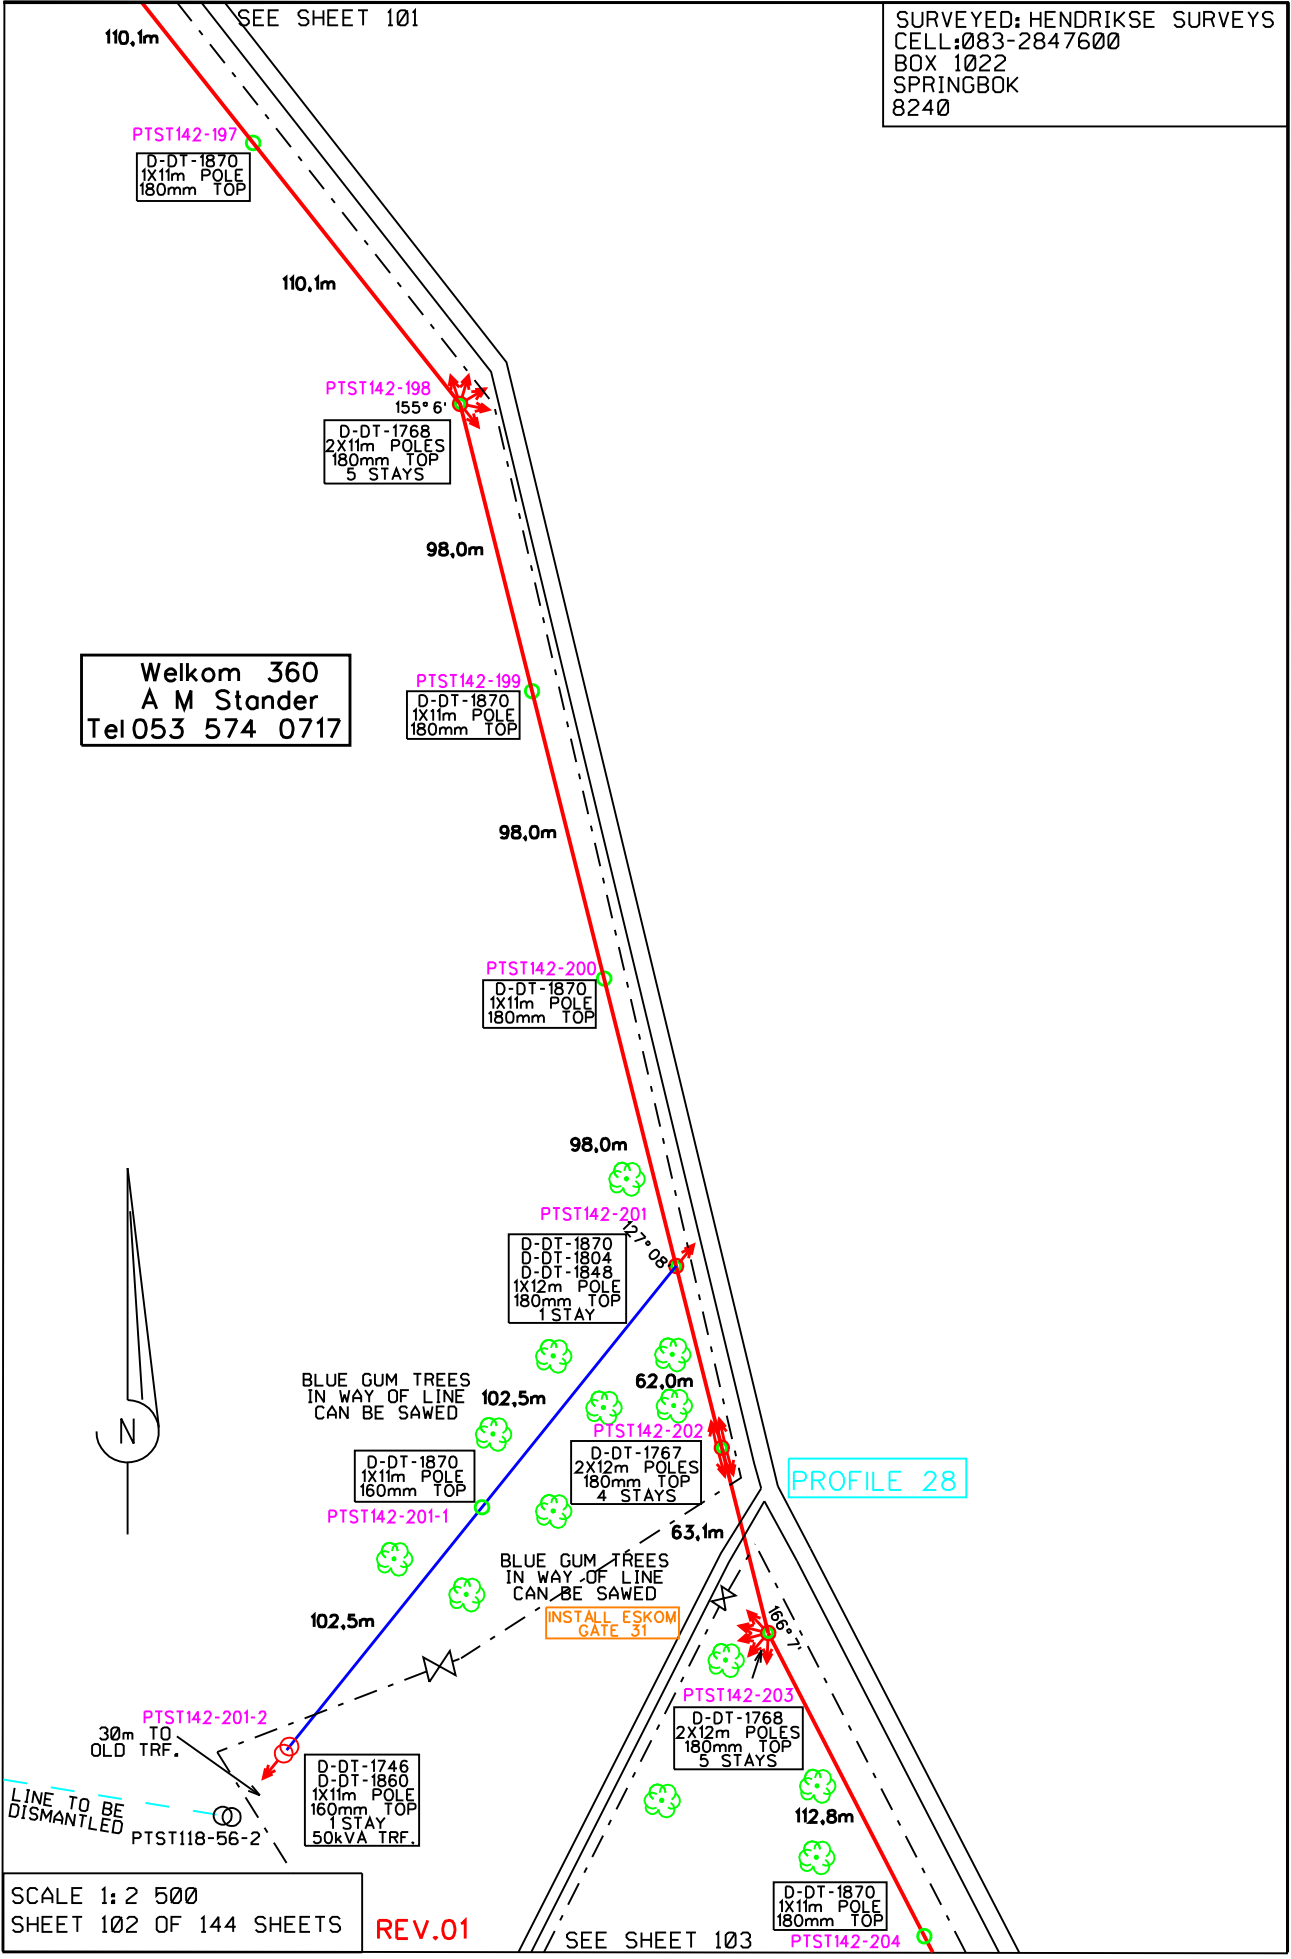 SEE SHEET 101
SURVEYED: HENDRIKSE SURVEYS
CELL:083-2847600
BOX 1022
SPRINGBOK
8240
110,1m
PTST142-197
D-DT-1870
1X11m POLE
180mm TOP
110,1m
PTST142-198
155°6'
D-DT-1768
2X11m POLES
180mm TOP
5 STAYS
98,0m
Welkom 360
A M Stander
Tel 053 574 0717
PTST142-199
D-DT-1870
1X11m POLE
180mm TOP
98,0m
PTST142-200
D-DT-1870
1X11m POLE
180mm TOP
98,0m
PTST142-201
127°08'
D-DT-1870
D-DT-1804
D-DT-1848
1X12m POLE
180mm TOP
1 STAY
BLUE GUM TREES
IN WAY OF LINE
CAN BE SAWED
102,5m
62,0m
N
PTST142-202
D-DT-1767
2X12m POLES
180mm TOP
4 STAYS
D-DT-1870
1X11m POLE
160mm TOP
PTST142-201-1
PROFILE 28
63,1m
BLUE GUM TREES
IN WAY OF LINE
CAN BE SAWED
INSTALL ESKOM
GATE 31
102,5m
166°7'
PTST142-203
D-DT-1768
2X12m POLES
180mm TOP
5 STAYS
PTST142-201-2
30m TO
OLD TRF.
D-DT-1746
D-DT-1860
1X11m POLE
160mm TOP
1 STAY
50kVA TRF.
LINE TO BE
DISMANTLED
PTST118-56-2
112,8m
D-DT-1870
1X11m POLE
180mm TOP
PTST142-204
SCALE 1:2 500
SHEET 102 OF 144 SHEETS
REV.01
SEE SHEET 103